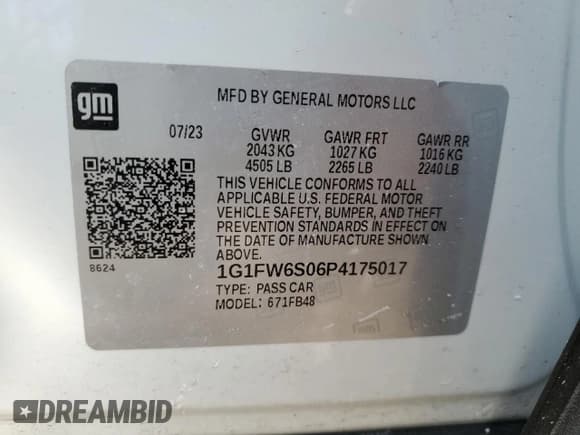 gm
MFD BY GENERAL MOTORS LLC
07/23 GVWR GAWR FRT GAWR RR
2043 KG 1027 KG 1016 KG
4505 LB 2265 LB 2240 LB
THIS VEHICLE CONFORMS TO ALL
APPLICABLE U.S. FEDERAL MOTOR
VEHICLE SAFETY, BUMPER, AND THEFT
PREVENTION STANDARDS IN EFFECT ON
THE DATE OF MANUFACTURE SHOWN
ABOVE.
8624
1G1FW6S06P4175017
TYPE: PASS CAR
MODEL: 671FB48
DREAMBID